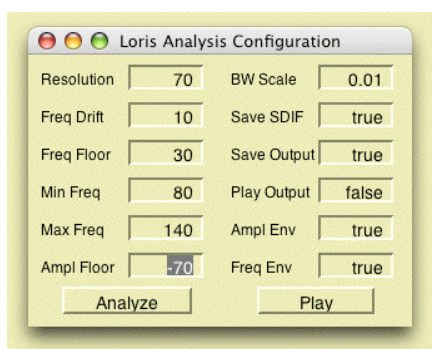 Loris Analysis Configuration
Resolution 70 BW Scale 0.01
Freq Drift 10 Save SDIF true
Freq Floor 30 Save Output true
Min Freq 80 Play Output false
Max Freq 140 Ampl Env true
Ampl Floor -70 Freq Env true
Analyze Play